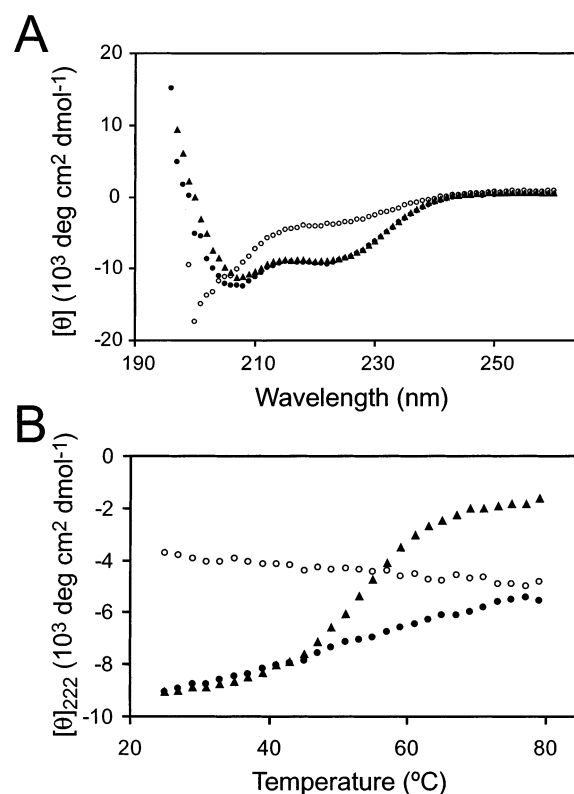 A
20
10
0
-10
-20
[θ] (10³ deg cm² dmol⁻¹)
190 210 230 250
Wavelength (nm)
B
0
-2
-4
-6
-8
-10
[θ]₂₂₂ (10³ deg cm² dmol⁻¹)
20 40 60 80
Temperature (ºC)